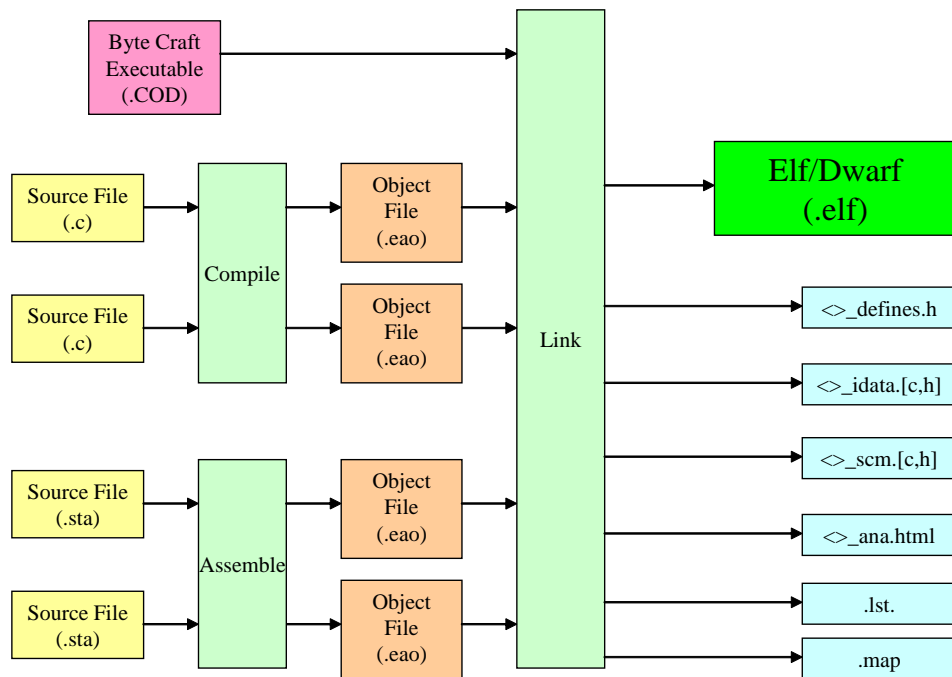 Byte Craft
Executable
(.COD)
Elf/Dwarf
(.elf)
Source File
(.c)
Compile
Object
File
(.eao)
Source File
(.c)
Object
File
(.eao)
Link
<>_defines.h
<>_idata.[c,h]
<>_scm.[c,h]
Source File
(.sta)
Assemble
Object
File
(.eao)
<>_ana.html
Source File
(.sta)
Object
File
(.eao)
.lst.
.map